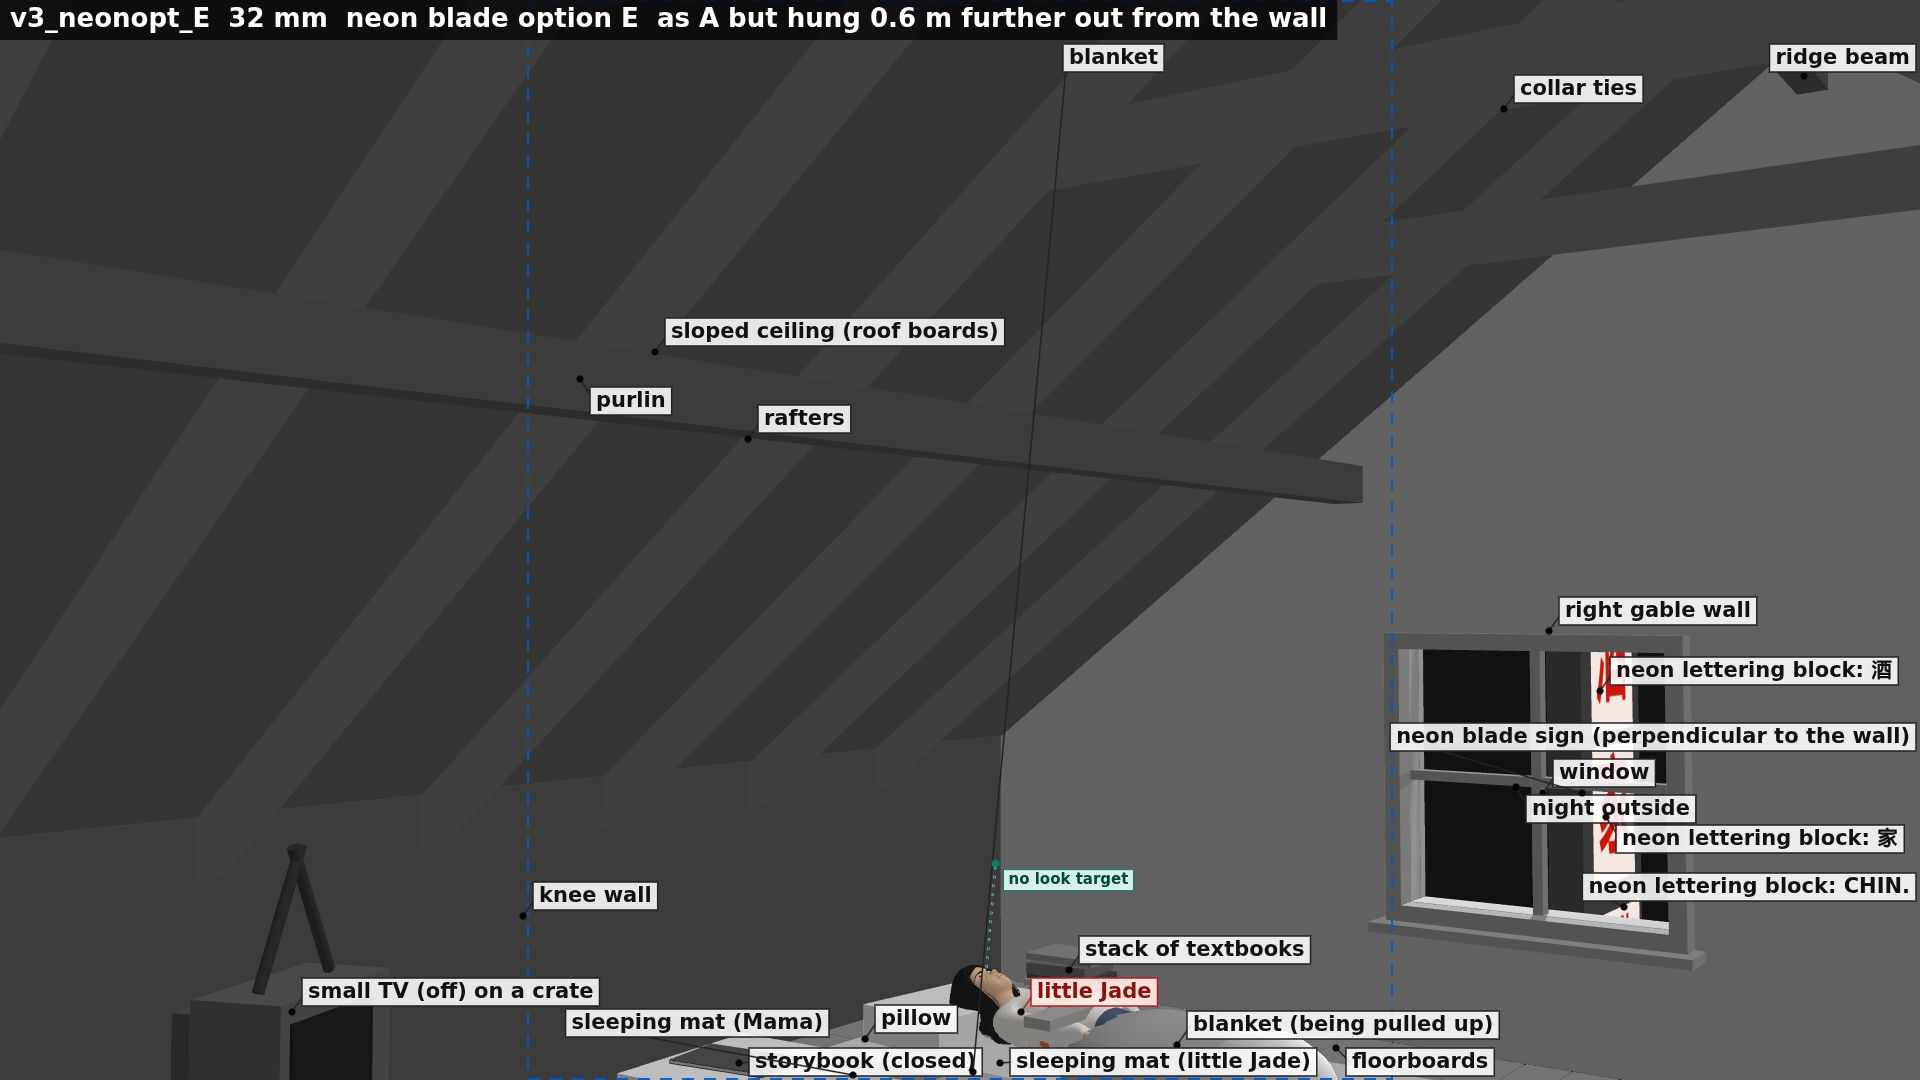 v3_neonopt_E 32 mm neon blade option E as A but hung 0.6 m further out from the wall
blanket
ridge beam
collar ties
sloped ceiling (roof boards)
purlin
rafters
right gable wall
neon lettering block: 酒
neon blade sign (perpendicular to the wall)
window
night outside
neon lettering block: 家
no look target
neon lettering block: CHIN.
knee wall
stack of textbooks
small TV (off) on a crate
little Jade
sleeping mat (Mama)
pillow
blanket (being pulled up)
storybook (closed)
sleeping mat (little Jade)
floorboards